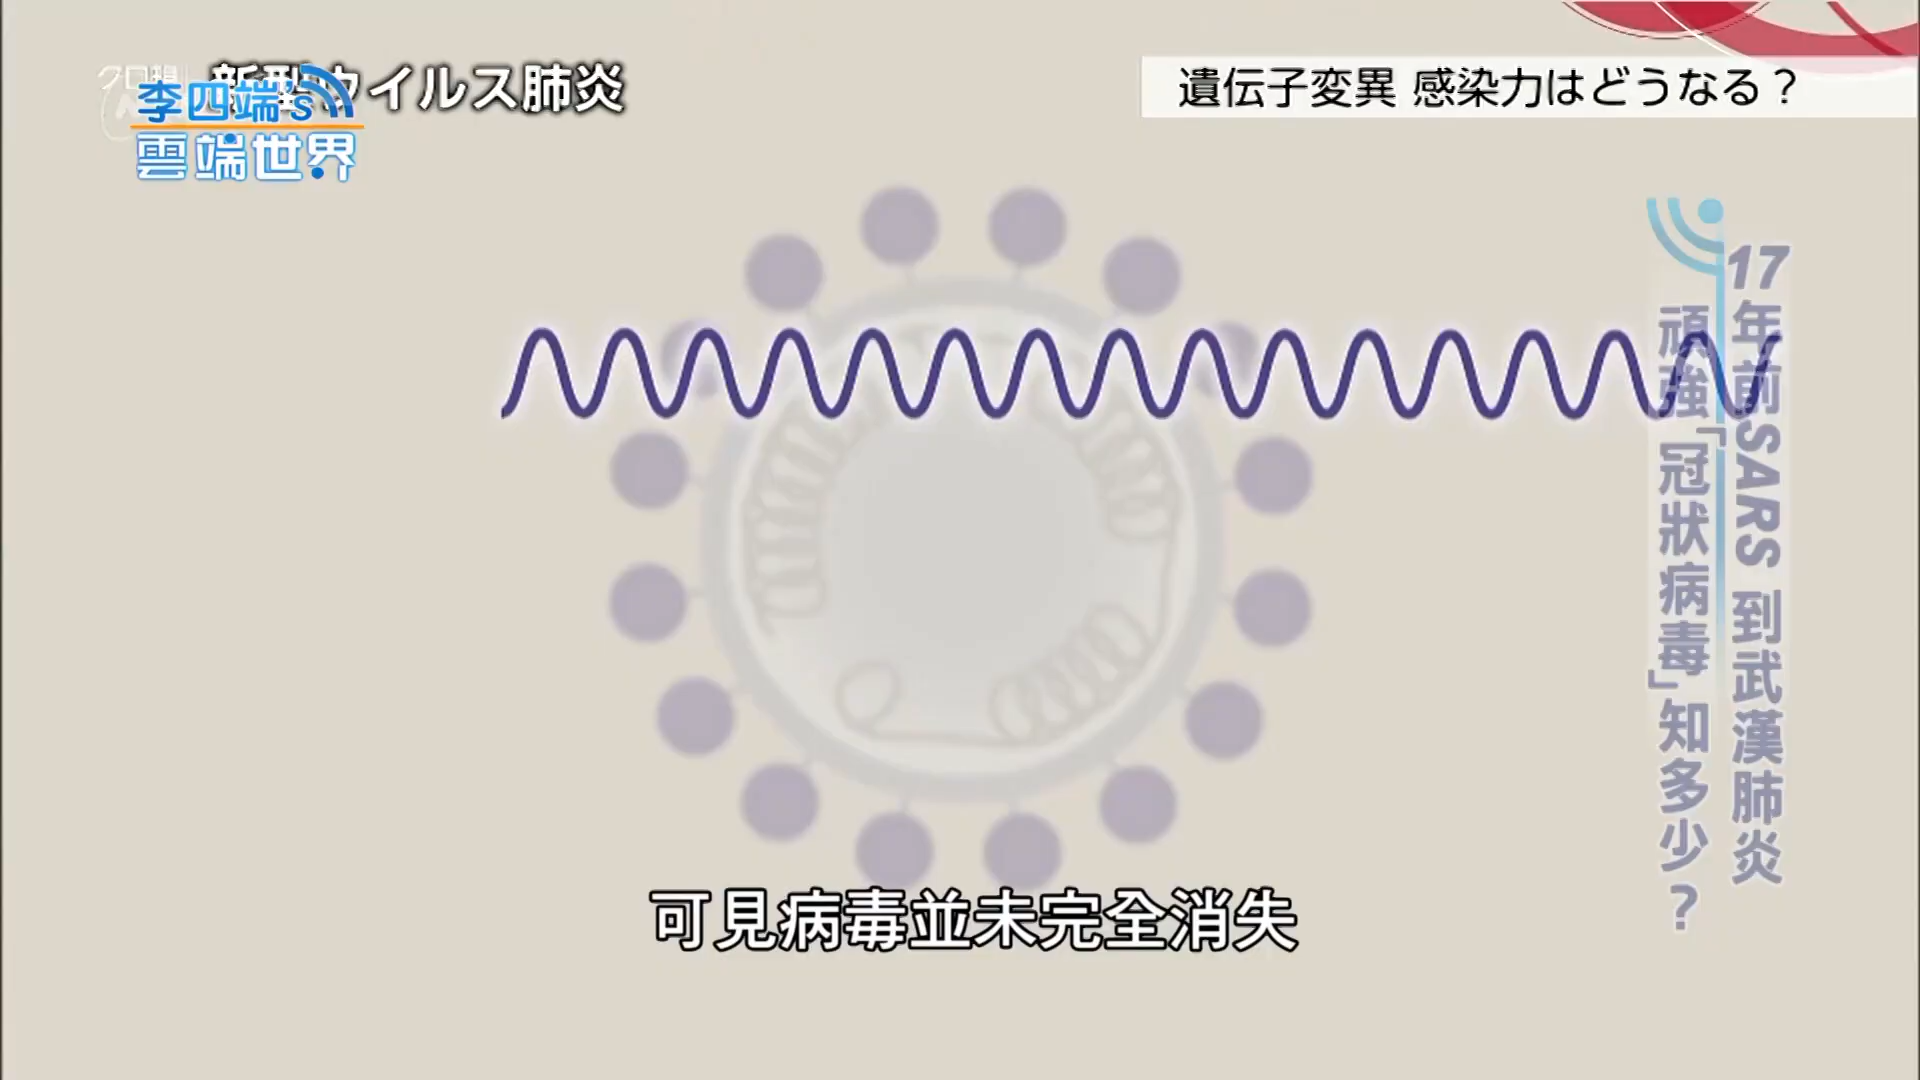 新型ウイルス肺炎
李四端's
雲端世界
遺伝子変異 感染力はどうなる？
17年前SARS 到武漢肺炎
頑強「冠狀病毒」知多少？
可見病毒並未完全消失